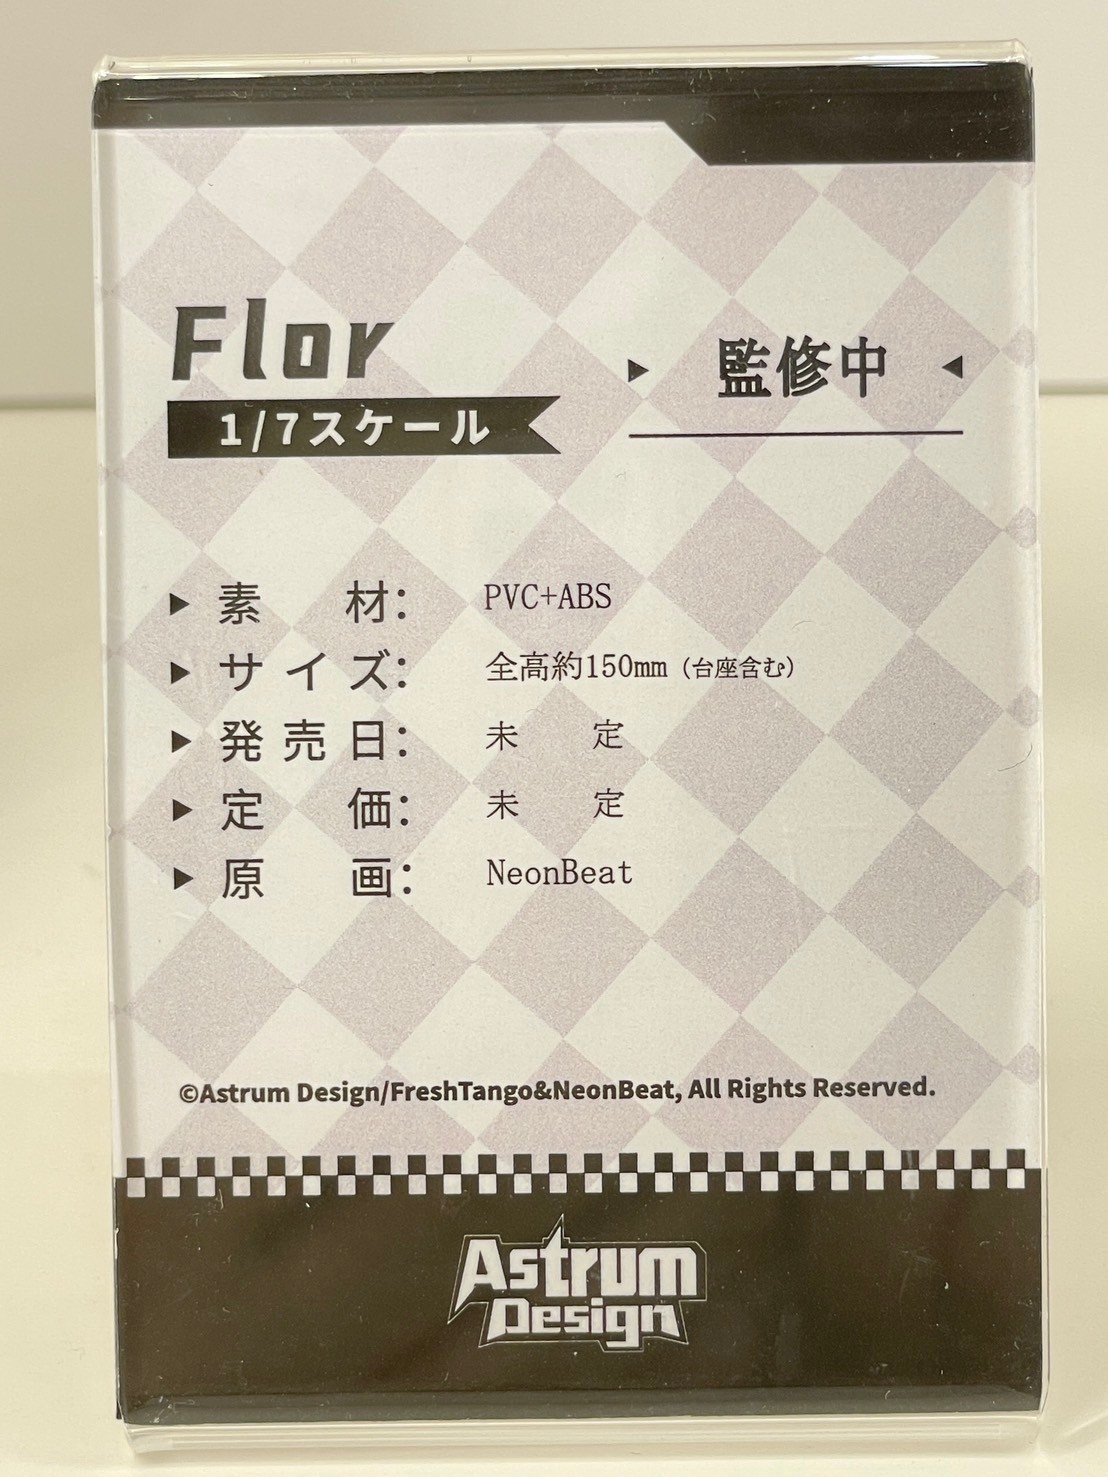 Flor
1/7スケール
▶ 監修中 ◀
▶ 素材: PVC+ABS
▶ サイズ: 全高約150mm (台座含む)
▶ 発売日: 未定
▶ 定価: 未定
▶ 原画: NeonBeat
©Astrum Design/FreshTango&NeonBeat, All Rights Reserved.
Astrum
Design